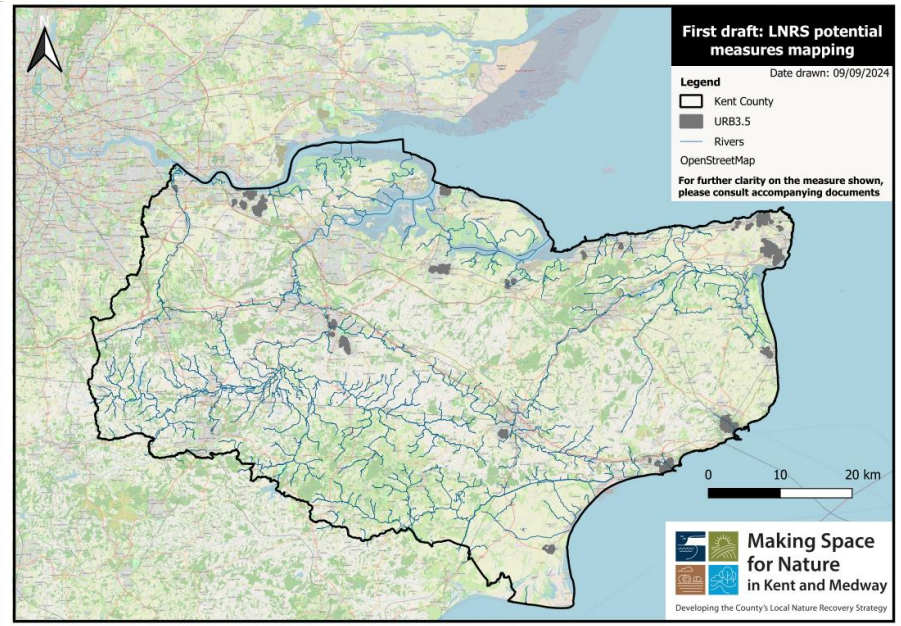 First draft: LNRS potential
measures mapping
Date drawn: 09/09/2024
Legend
Kent County
URB3.5
Rivers
OpenStreetMap
For further clarity on the measure shown,
please consult accompanying documents
0 10 20 km
Making Space
for Nature
in Kent and Medway
Developing the County's Local Nature Recovery Strategy